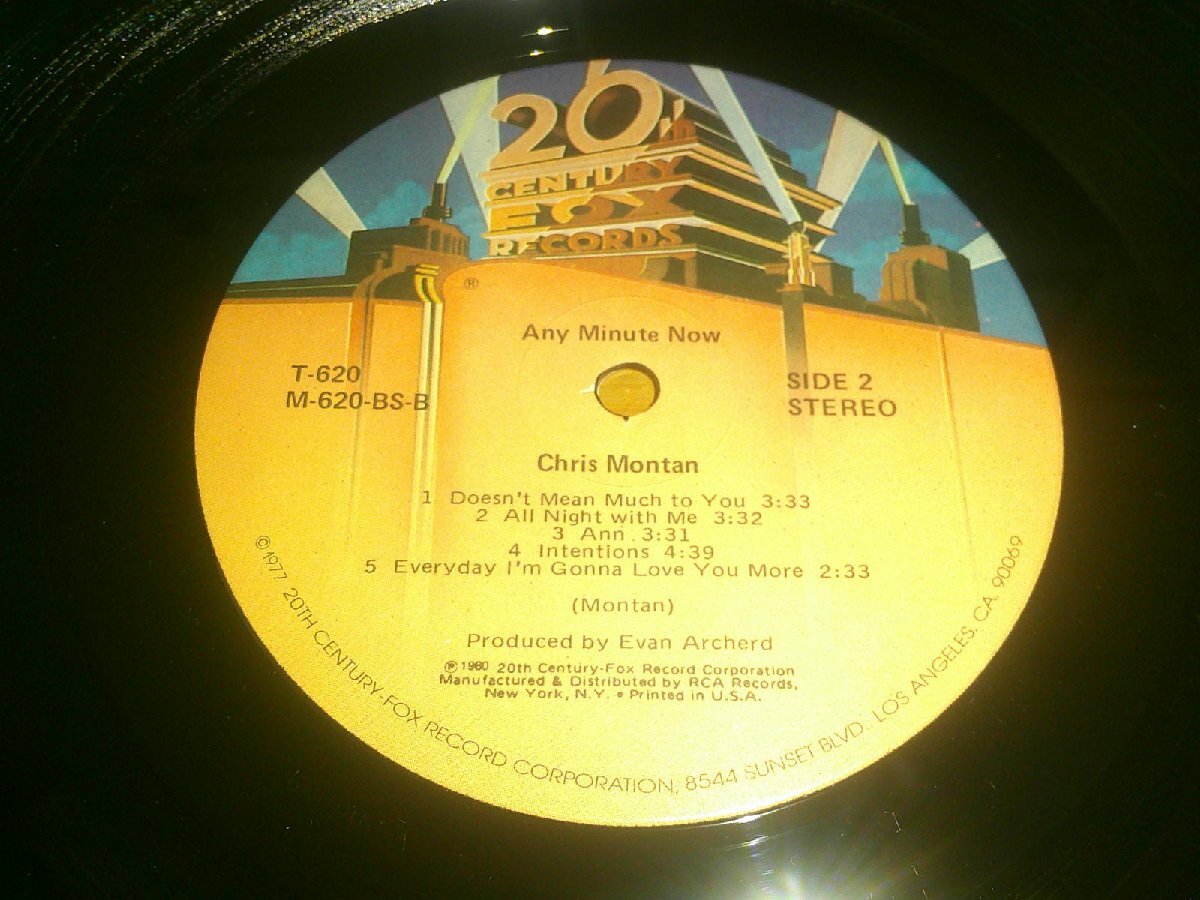 20th
CENTURY
FOX
RECORDS
®
Any Minute Now
T-620
M-620-BS-B
SIDE 2
STEREO
Chris Montan
1 Doesn't Mean Much to You 3:33
2 All Night with Me 3:32
3 Ann 3:31
4 Intentions 4:39
5 Everyday I'm Gonna Love You More 2:33
(Montan)
Produced by Evan Archerd
℗ 1980 20th Century-Fox Record Corporation
Manufactured & Distributed by RCA Records,
New York, N.Y. • Printed in U.S.A.
© 1977 20TH CENTURY-FOX RECORD CORPORATION, 8544 SUNSET BLVD., LOS ANGELES, CA. 90069